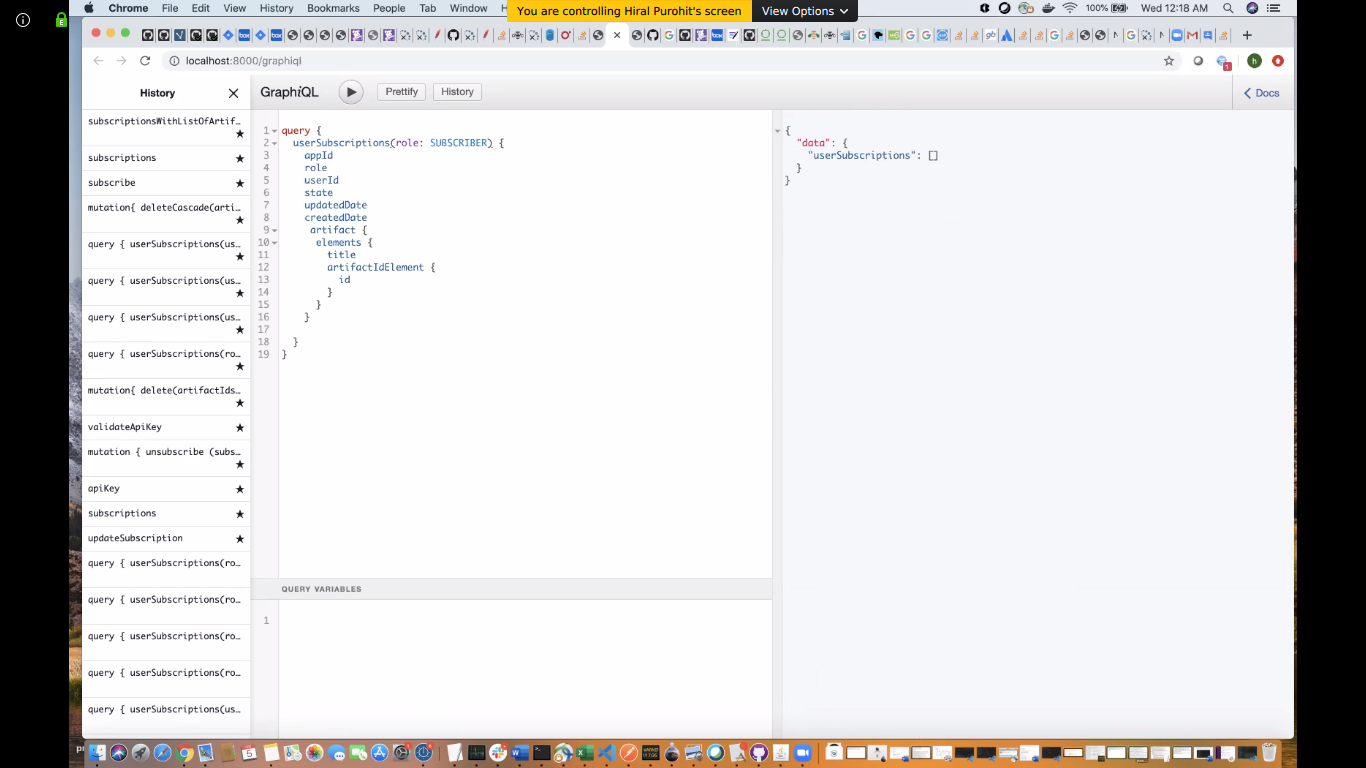 Chrome File Edit View History Bookmarks People Tab Window
You are controlling Hiral Purohit's screen View Options
100% Wed 12:18 AM
localhost:8000/graphiql
History
GraphiQL Prettify History Docs
subscriptionsWithListOfArtif…
subscriptions
subscribe
mutation{ deleteCascade(arti…
query { userSubscriptions(us…
query { userSubscriptions(us…
query { userSubscriptions(us…
query { userSubscriptions(ro…
mutation{ delete(artifactIds…
validateApiKey
mutation { unsubscribe (subs…
apiKey
subscriptions
updateSubscription
query { userSubscriptions(ro…
query { userSubscriptions(ro…
query { userSubscriptions(ro…
query { userSubscriptions(ro…
query { userSubscriptions(us…
1 query {
2 userSubscriptions(role: SUBSCRIBER) {
3 appId
4 role
5 userId
6 state
7 updatedDate
8 createdDate
9 artifact {
10 elements {
11 title
12 artifactIdElement {
13 id
14 }
15 }
16 }
17
18 }
19 }
QUERY VARIABLES
1
{
"data": {
"userSubscriptions": []
}
}